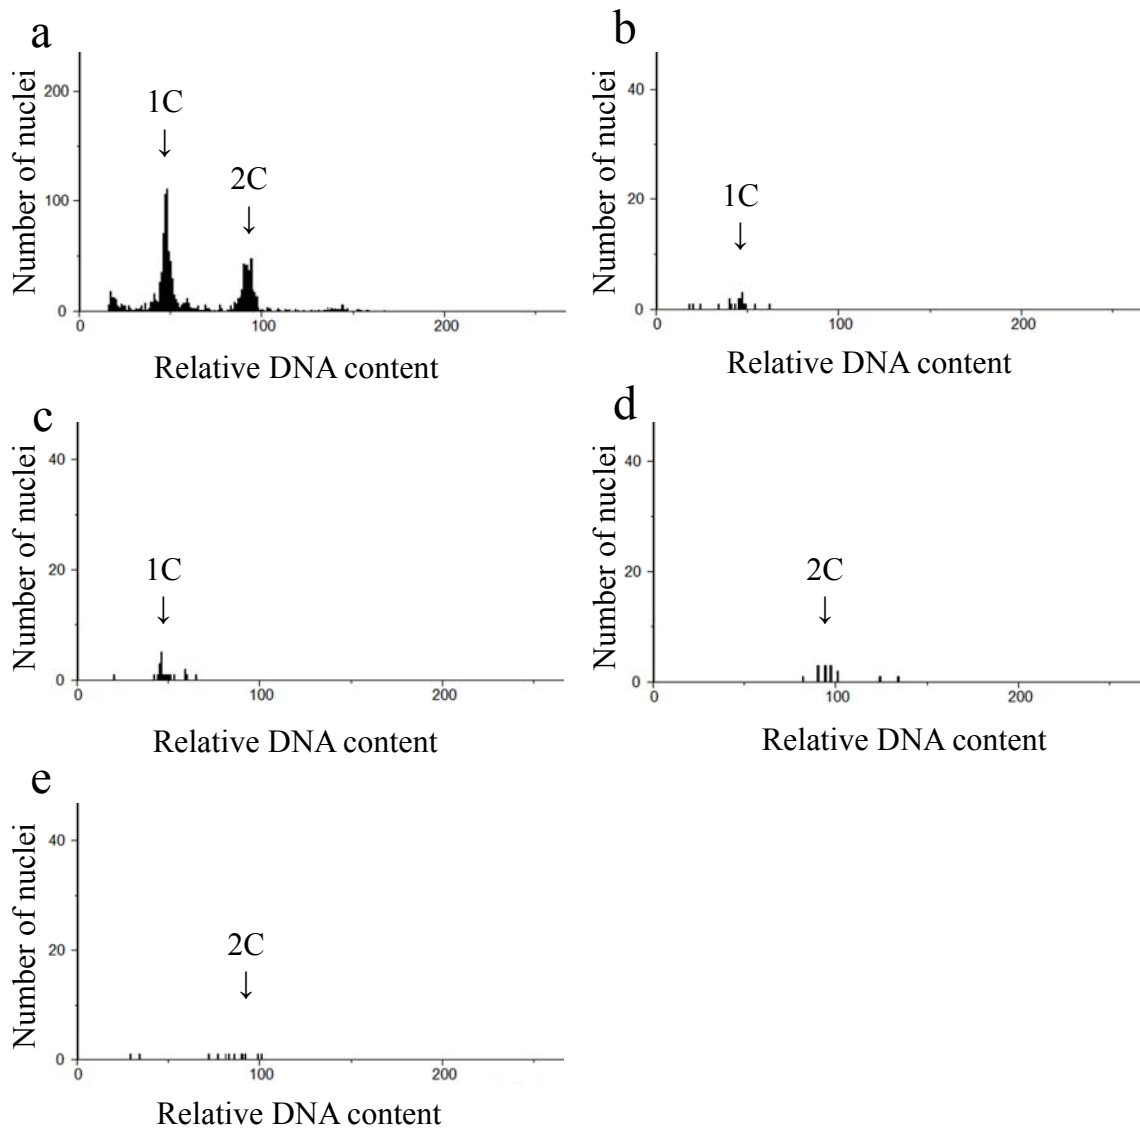 a
Number of nuclei
200
100
0
1C
↓
2C
↓
0 100 200
Relative DNA content
b
Number of nuclei
40
20
0
1C
↓
0 100 200
Relative DNA content
c
Number of nuclei
40
20
0
1C
↓
0 100 200
Relative DNA content
d
Number of nuclei
40
20
0
2C
↓
0 100 200
Relative DNA content
e
Number of nuclei
40
20
0
2C
↓
0 100 200
Relative DNA content